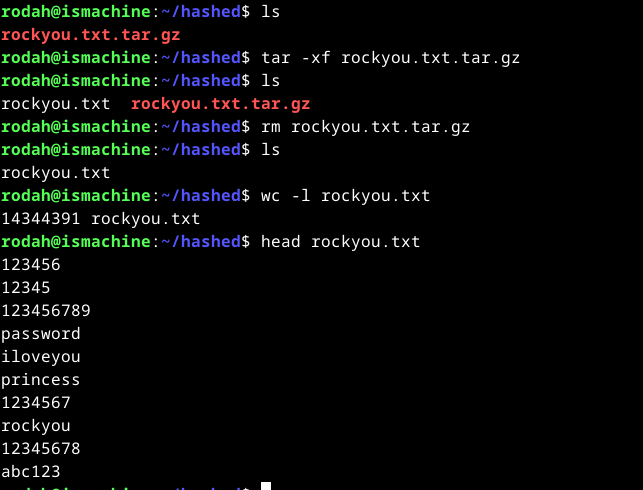 rodah@ismachine:~/hashed$ ls
rockyou.txt.tar.gz
rodah@ismachine:~/hashed$ tar -xf rockyou.txt.tar.gz
rodah@ismachine:~/hashed$ ls
rockyou.txt  rockyou.txt.tar.gz
rodah@ismachine:~/hashed$ rm rockyou.txt.tar.gz
rodah@ismachine:~/hashed$ ls
rockyou.txt
rodah@ismachine:~/hashed$ wc -l rockyou.txt
14344391 rockyou.txt
rodah@ismachine:~/hashed$ head rockyou.txt
123456
12345
123456789
password
iloveyou
princess
1234567
rockyou
12345678
abc123
rodah@ismachine:~/hashed$